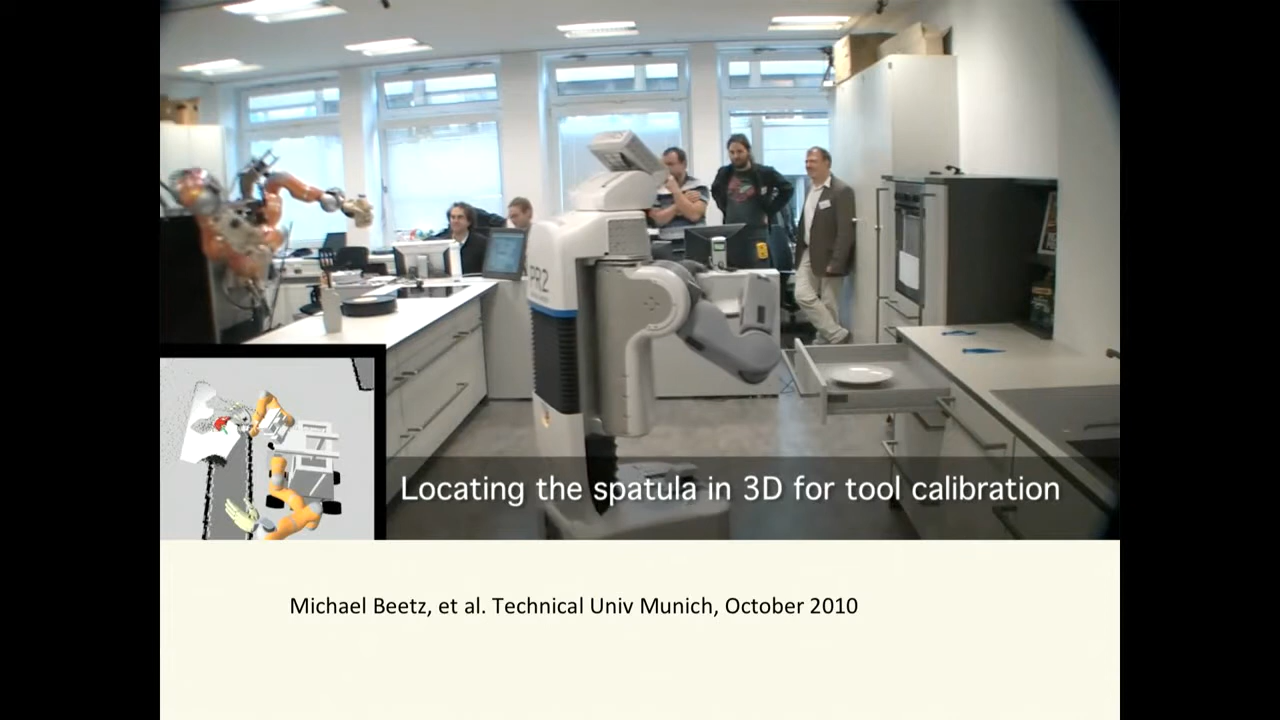 PR2
Locating the spatula in 3D for tool calibration
Michael Beetz, et al. Technical Univ Munich, October 2010